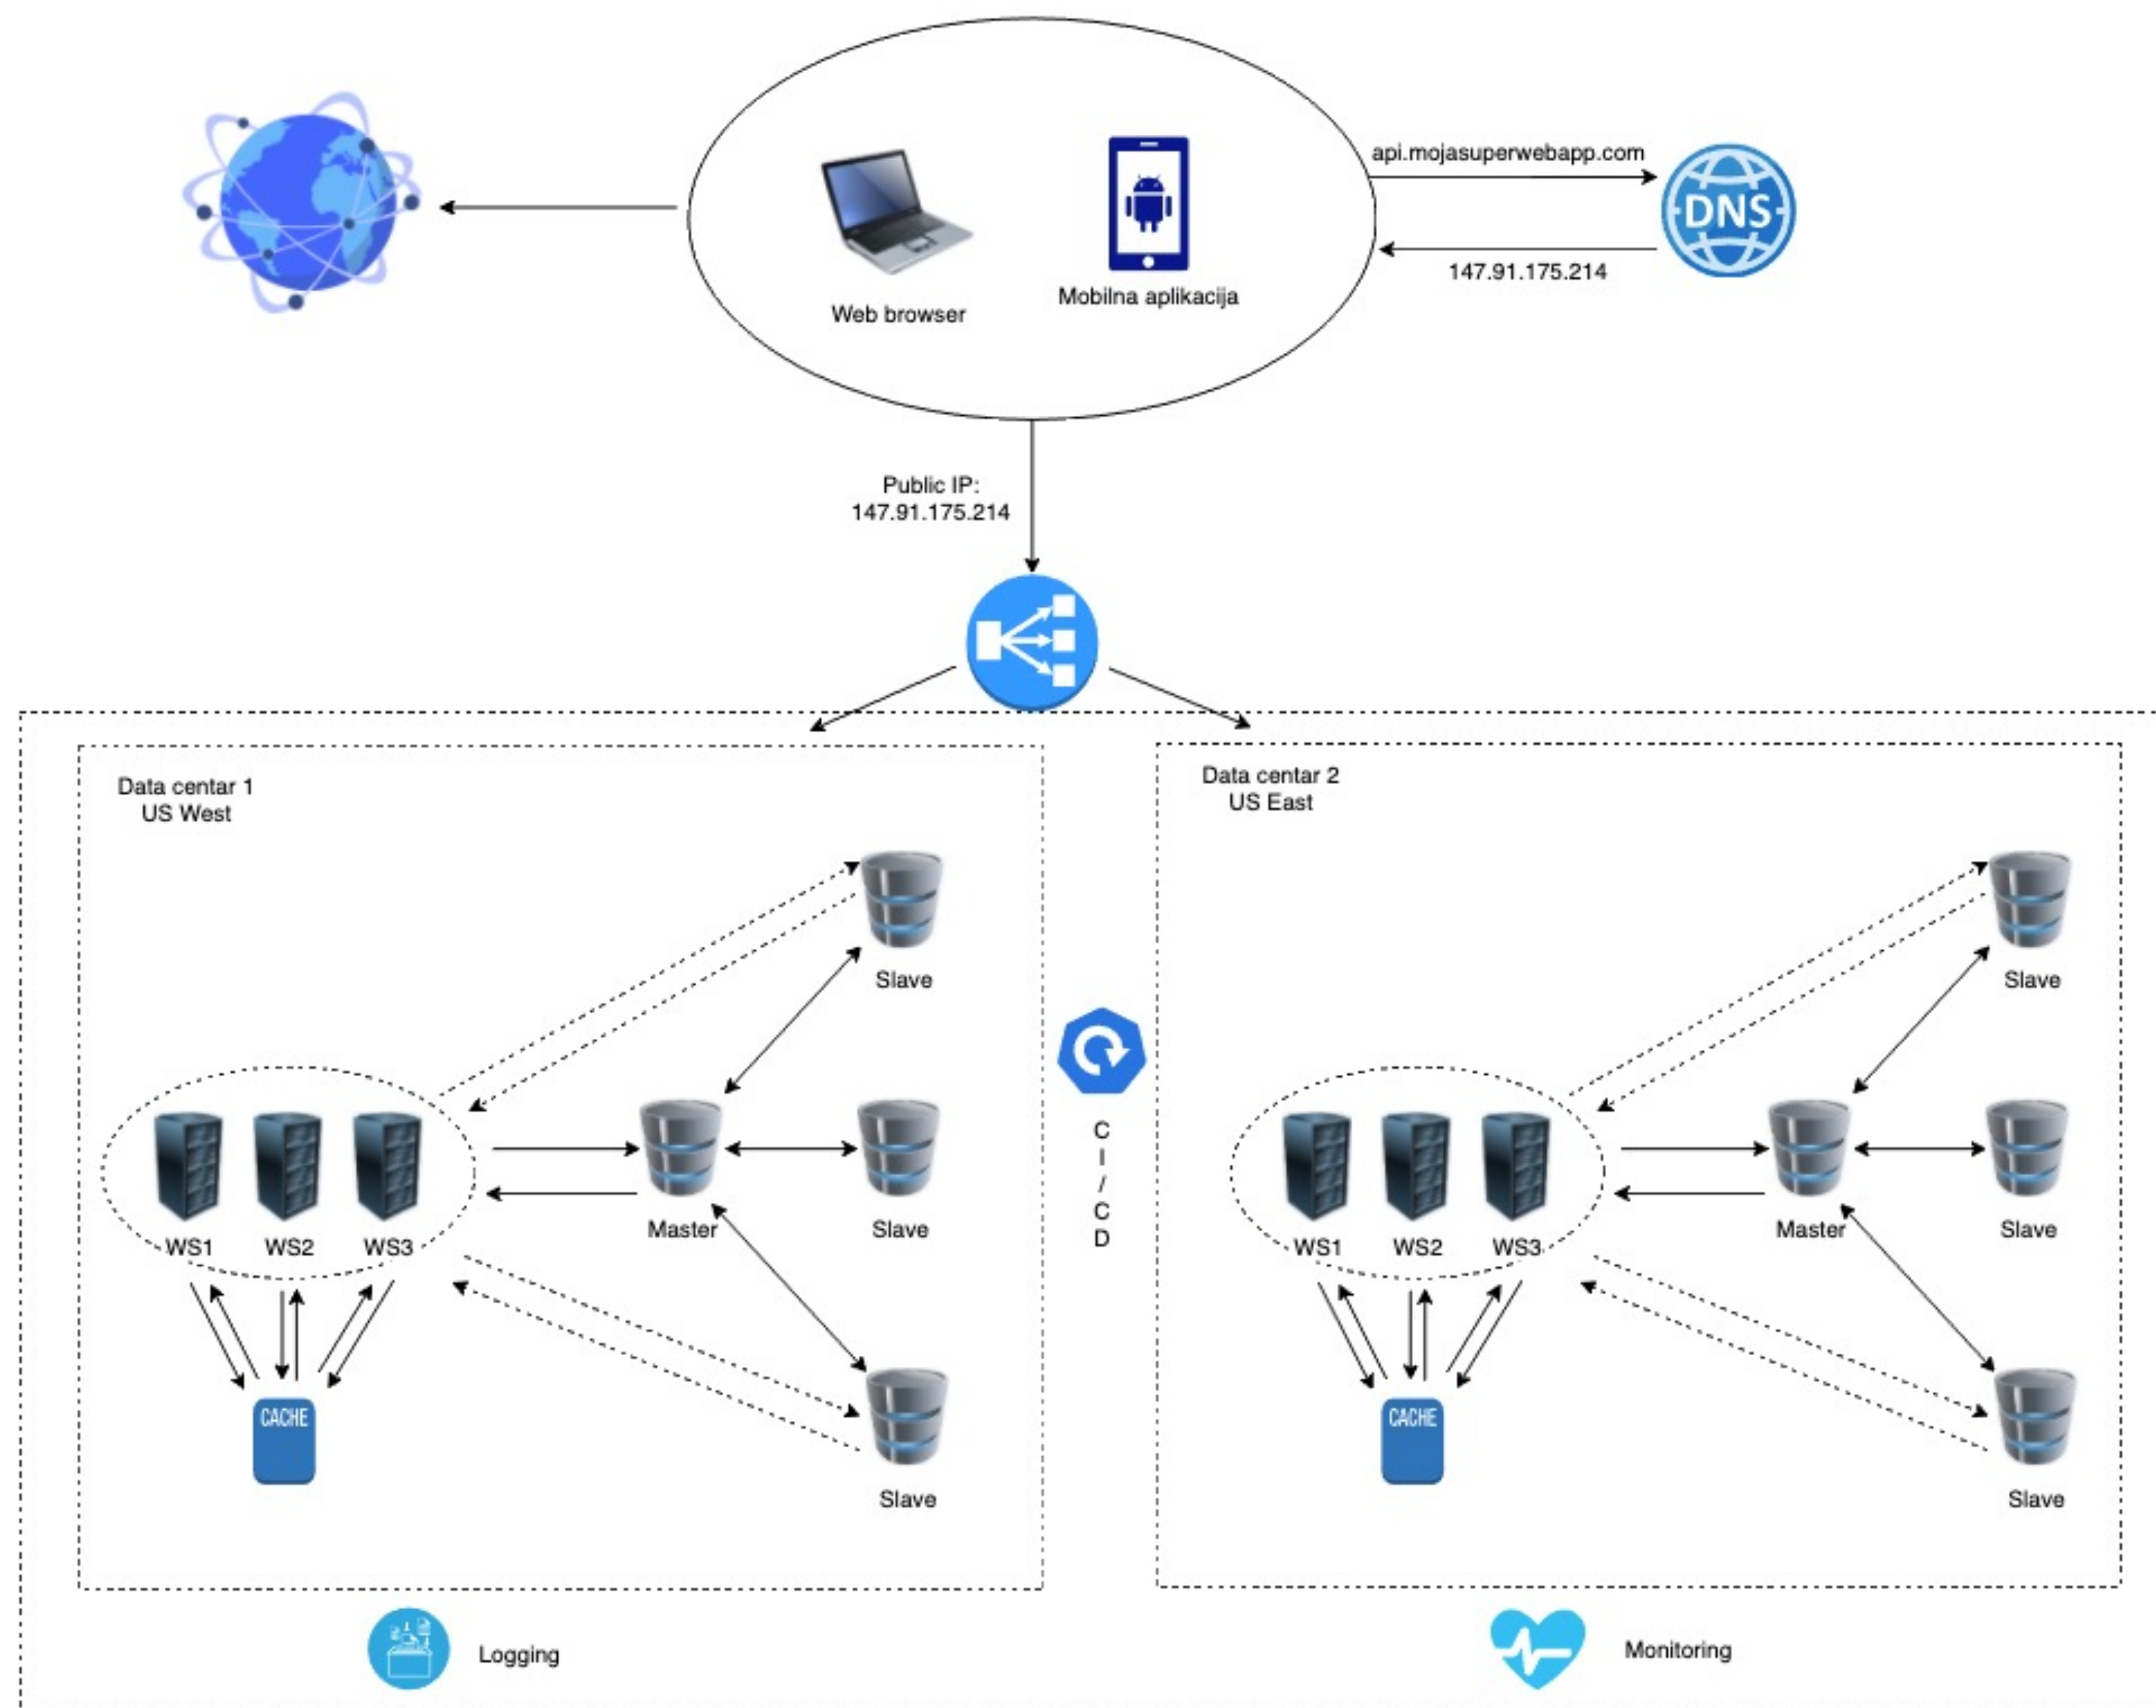 api.mojasuperwebapp.com
DNS
147.91.175.214
Web browser
Mobilna aplikacija
Public IP:
147.91.175.214
Data centar 1
US West
Data centar 2
US East
Slave
Slave
WS1
WS2
WS3
Master
Slave
C
I
/
C
D
WS1
WS2
WS3
Master
Slave
CACHE
CACHE
Slave
Slave
Logging
Monitoring